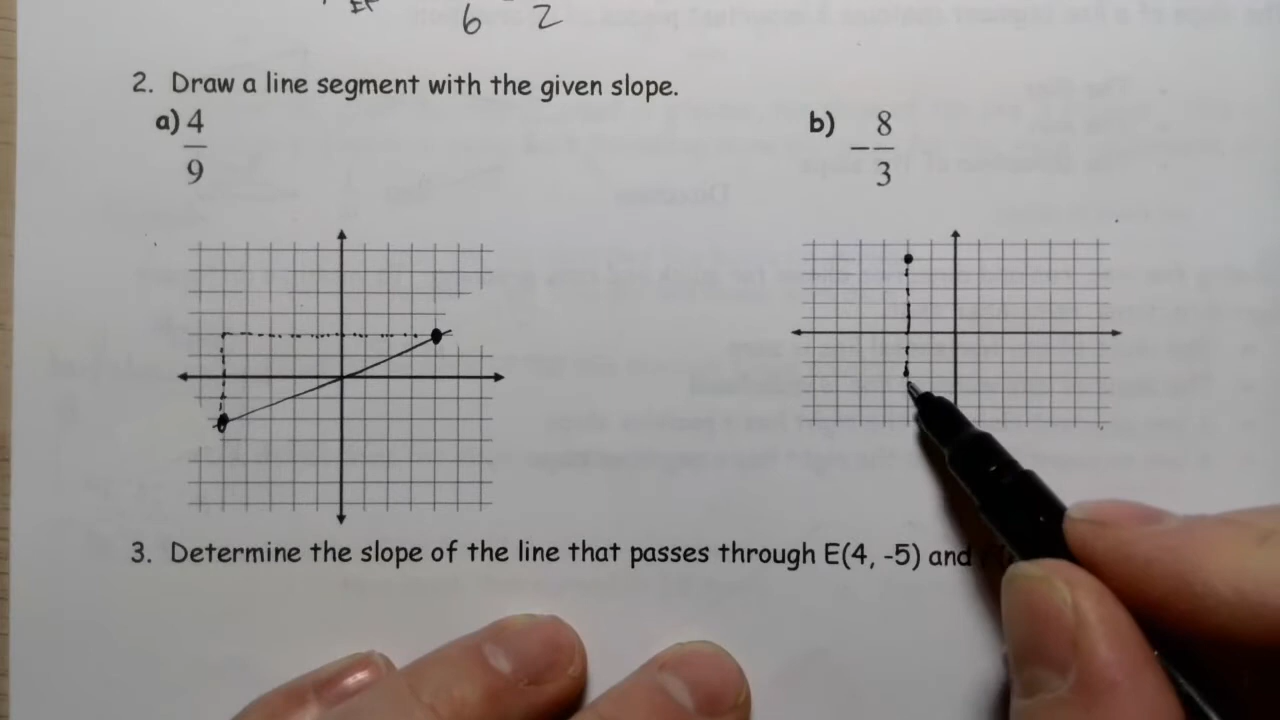 EF
6 2
2. Draw a line segment with the given slope.
a) 4/9
b) -8/3
3. Determine the slope of the line that passes through E(4, -5) and